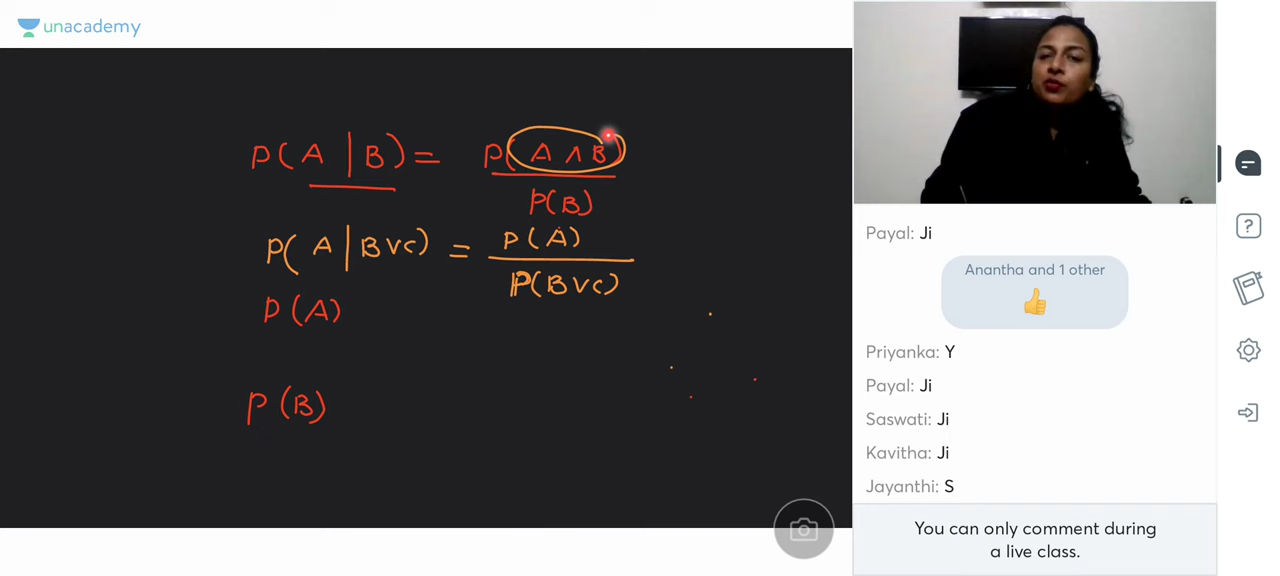 unacademy
P(A | B) = P(A ∧ B)
P(B)
P(A | B ∨ C) = P(A)
P(B ∨ C)
P(A)
P(B)
Payal: Ji
Anantha and 1 other
Priyanka: Y
Payal: Ji
Saswati: Ji
Kavitha: Ji
Jayanthi: S
You can only comment during
a live class.